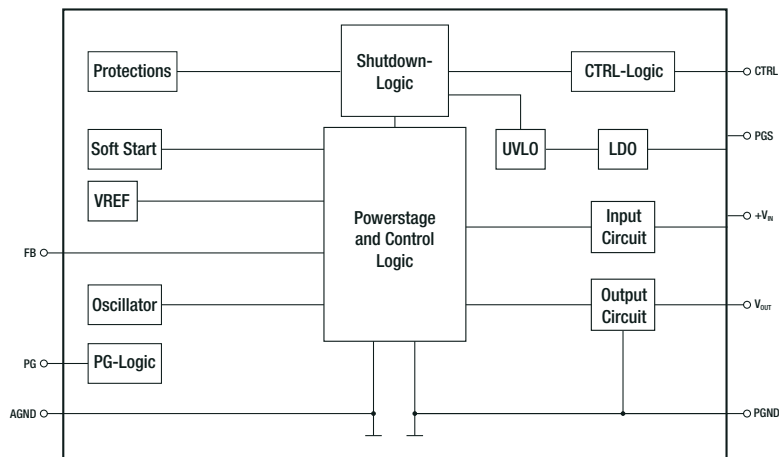 Protections
Shutdown-
Logic
CTRL-Logic
CTRL
Soft Start
UVLO
LDO
PGS
VREF
Powerstage
and Control
Logic
Input
Circuit
+VIN
FB
Oscillator
Output
Circuit
VOUT
PG
PG-Logic
AGND
PGND